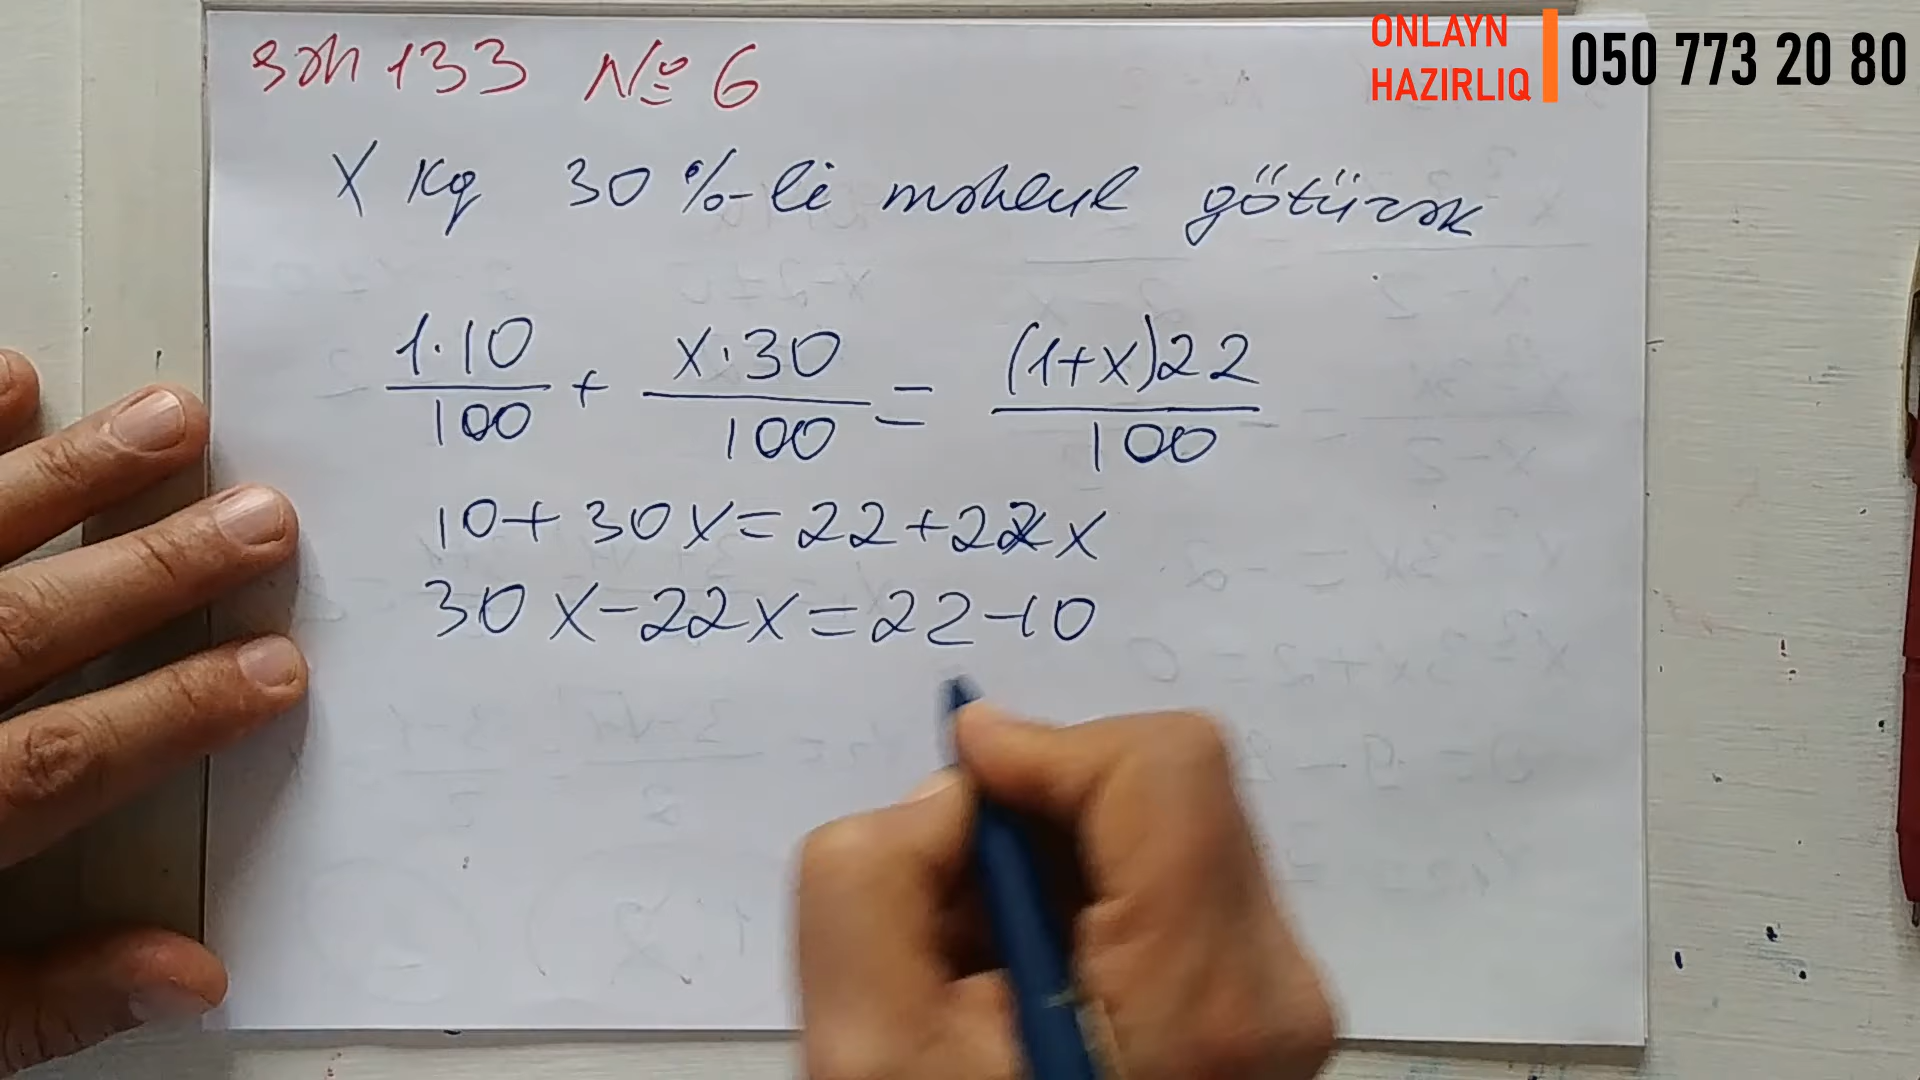 səh 133 № 6
ONLAYN
HAZIRLIQ
050 773 20 80
X kg 30%-li məhlul götürək
1·10/100 + x·30/100 = (1+x)22/100
10+30x=22+22x
30x-22x=22-10